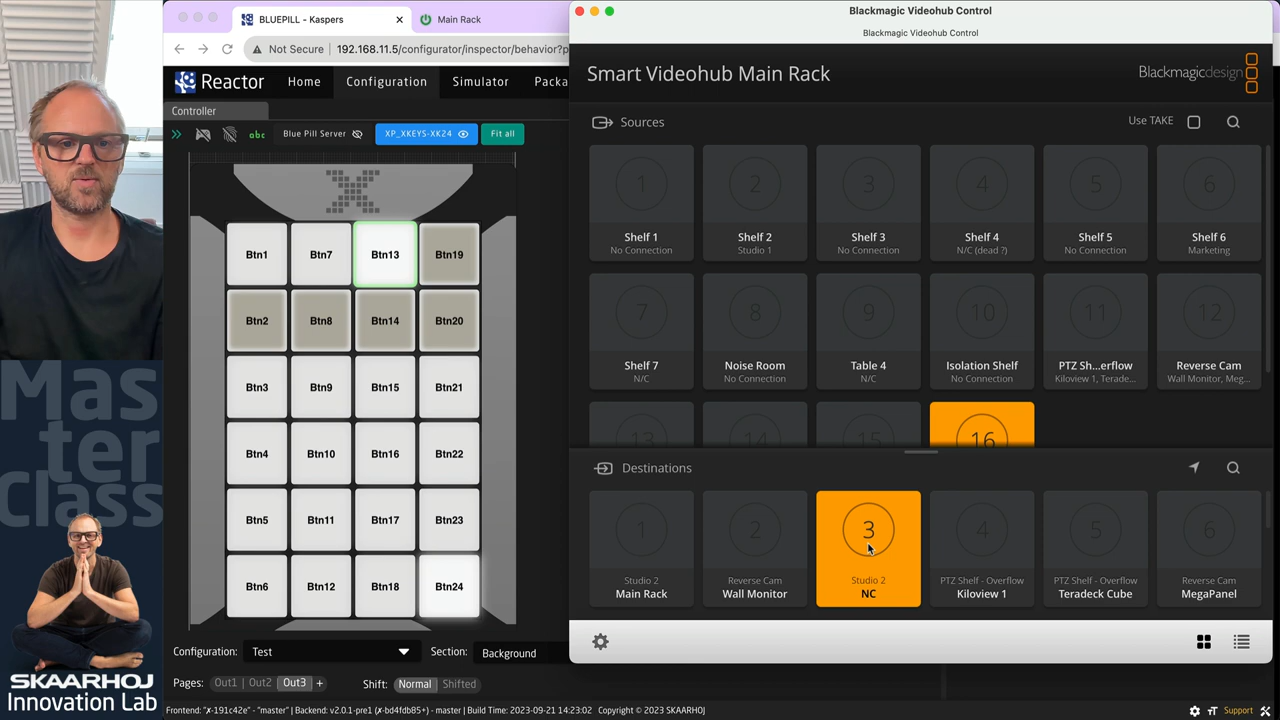 BLUEPILL - Kaspers
Main Rack
Not Secure
192.168.11.5/configurator/inspector/behavior?p
Reactor
Home
Configuration
Simulator
Packa
Controller
abc
Blue Pill Server
XP_XKEYS-XK24
Fit all
Btn1
Btn7
Btn13
Btn19
Btn2
Btn8
Btn14
Btn20
Btn3
Btn9
Btn15
Btn21
Btn4
Btn10
Btn16
Btn22
Btn5
Btn11
Btn17
Btn23
Btn6
Btn12
Btn18
Btn24
Configuration:
Test
Section:
Background
Pages:
Out1
Out2
Out3
+
Shift:
Normal
Shifted
Blackmagic Videohub Control
Blackmagic Videohub Control
Smart Videohub Main Rack
Blackmagicdesign
Sources
Use TAKE
1
Shelf 1
No Connection
2
Shelf 2
Studio 1
3
Shelf 3
No Connection
4
Shelf 4
N/C (dead ?)
5
Shelf 5
No Connection
6
Shelf 6
Marketing
7
Shelf 7
N/C
8
Noise Room
No Connection
9
Table 4
N/C
10
Isolation Shelf
No Connection
11
PTZ Sh...erflow
Kiloview 1, Terade...
12
Reverse Cam
Wall Monitor, Meg...
13
14
15
16
Destinations
1
Studio 2
Main Rack
2
Reverse Cam
Wall Monitor
3
Studio 2
NC
4
PTZ Shelf - Overflow
Kiloview 1
5
PTZ Shelf - Overflow
Teradeck Cube
6
Reverse Cam
MegaPanel
Mas
ter
Class
SKAARHOJ
Innovation Lab
Frontend: "✗-191c42e" - "master" | Backend: v2.0.1-pre1 (✗-bd4fdb85+) - master | Build Time: 2023-09-21 14:23:02 Copyright © 2023 SKAARHOJ
Support